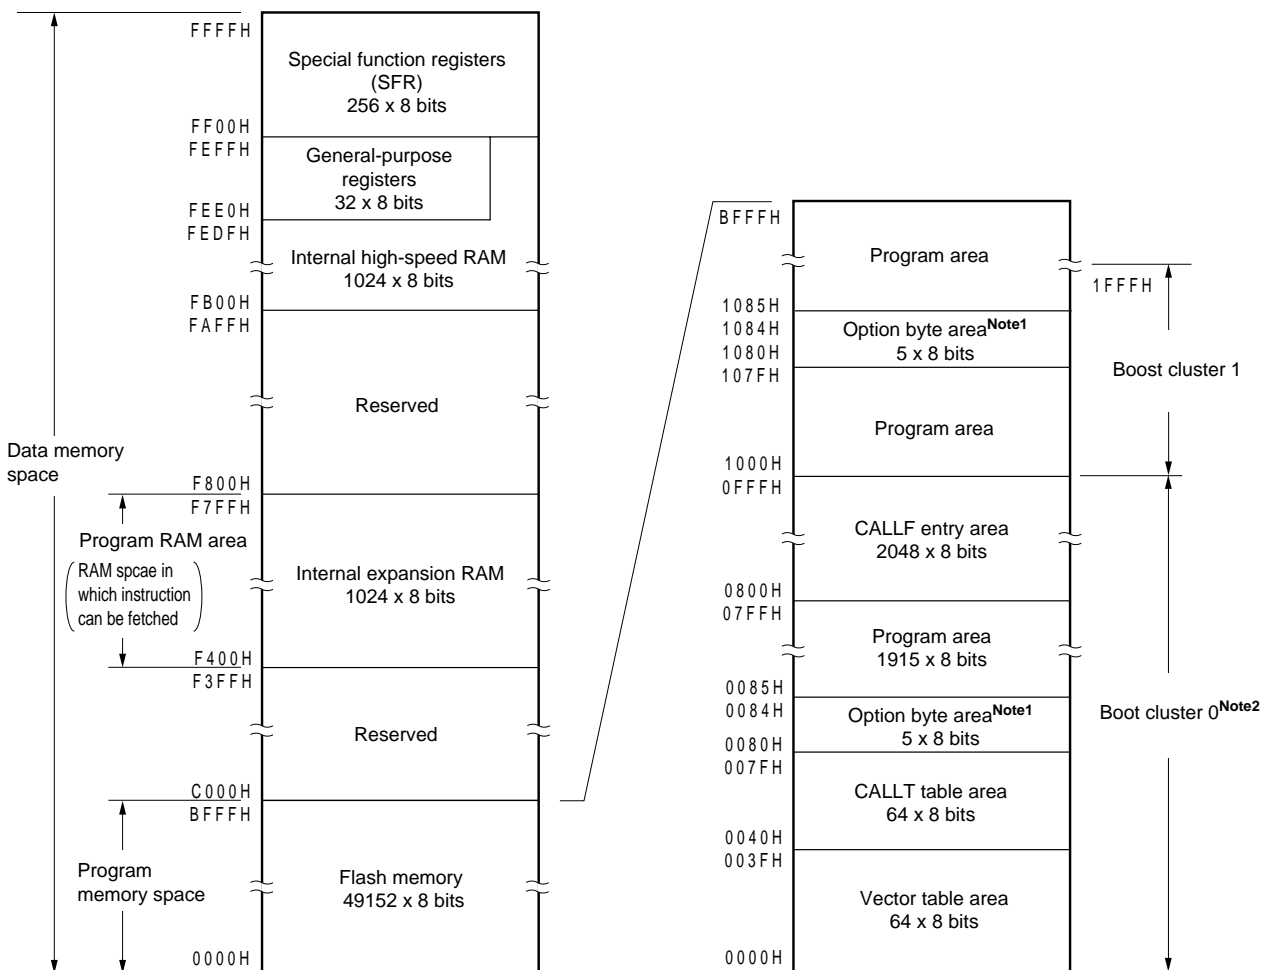 FFFFH
Special function registers
(SFR)
256 x 8 bits
FF00H
FEFFH
General-purpose
registers
32 x 8 bits
FEE0H
FEDFH
Internal high-speed RAM
1024 x 8 bits
FB00H
FAFFH
Reserved
Data memory
space
F800H
F7FFH
Program RAM area
RAM spcae in
which instruction
can be fetched
Internal expansion RAM
1024 x 8 bits
F400H
F3FFH
Reserved
C000H
BFFFH
Program
memory space
Flash memory
49152 x 8 bits
0000H
BFFFH
Program area
1FFFH
1085H
1084H
Option byte areaNote1
5 x 8 bits
1080H
107FH
Boost cluster 1
Program area
1000H
0FFFH
CALLF entry area
2048 x 8 bits
0800H
07FFH
Program area
1915 x 8 bits
0085H
0084H
Option byte areaNote1
5 x 8 bits
Boot cluster 0Note2
0080H
007FH
CALLT table area
64 x 8 bits
0040H
003FH
Vector table area
64 x 8 bits
0000H